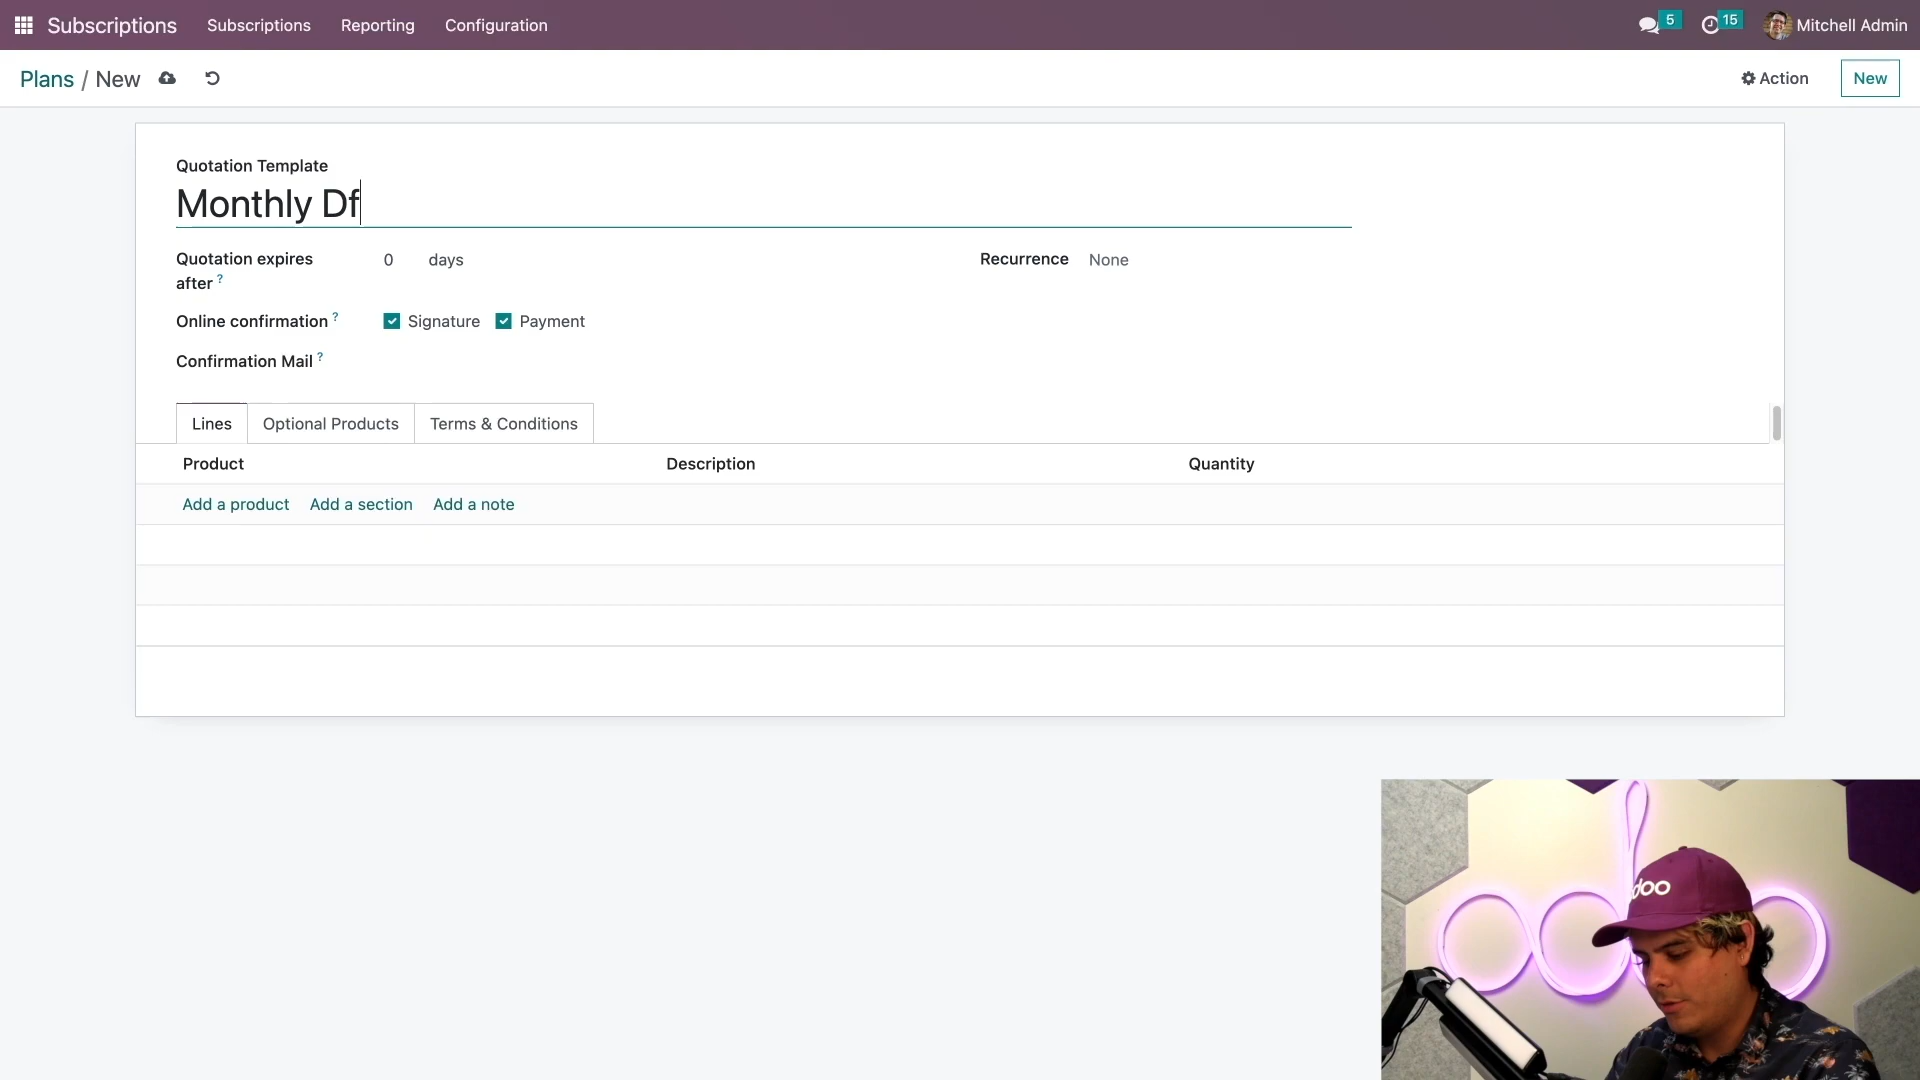 Subscriptions Subscriptions Reporting Configuration 5 15 Mitchell Admin
Plans / New Action New
Quotation Template
Monthly Df
Quotation expires after ? 0 days Recurrence None
Online confirmation ? Signature Payment
Confirmation Mail ?
Lines Optional Products Terms & Conditions
Product Description Quantity
Add a product Add a section Add a note
odoo
doo